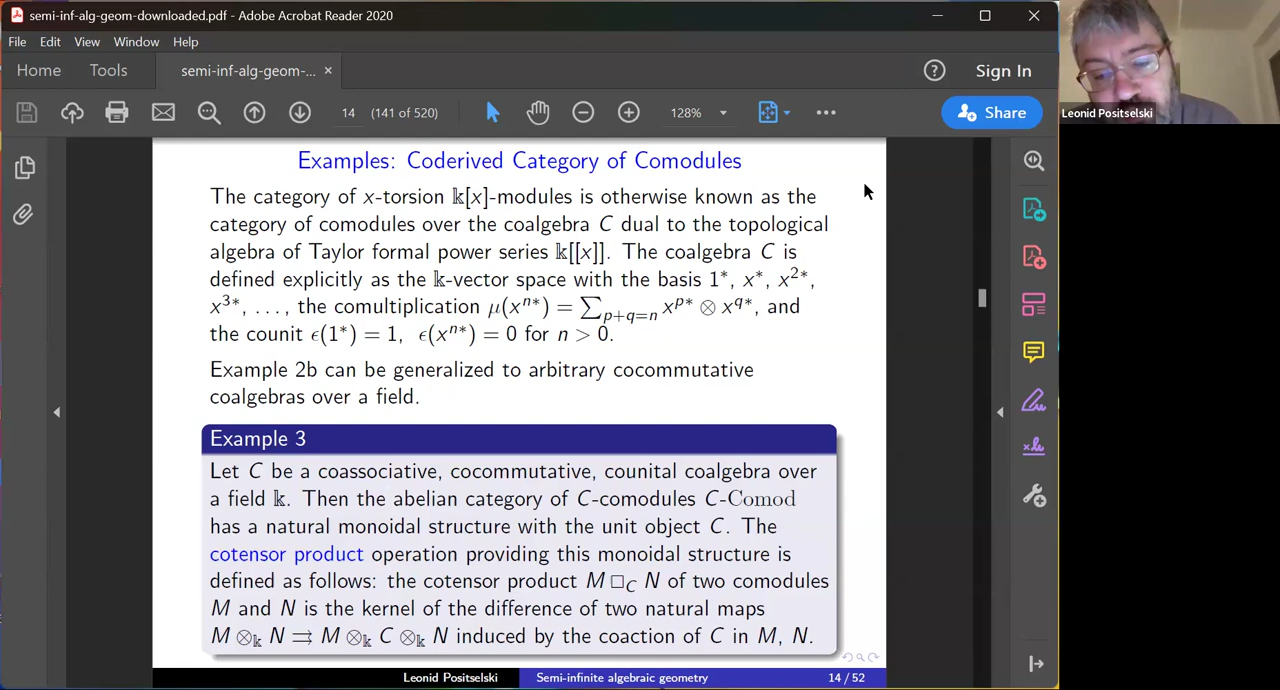 semi-inf-alg-geom-downloaded.pdf - Adobe Acrobat Reader 2020
File Edit View Window Help
Home Tools semi-inf-alg-geom-... × Sign In
14 (141 of 520) 128% Share
Leonid Positselski
Examples: Coderived Category of Comodules
The category of x-torsion 𝕜[x]-modules is otherwise known as the
category of comodules over the coalgebra C dual to the topological
algebra of Taylor formal power series 𝕜[[x]]. The coalgebra C is
defined explicitly as the 𝕜-vector space with the basis 1*, x*, x²*,
x³*, ..., the comultiplication μ(xⁿ*) = ∑_{p+q=n} x^{p*} ⊗ x^{q*}, and
the counit ϵ(1*) = 1, ϵ(xⁿ*) = 0 for n > 0.
Example 2b can be generalized to arbitrary cocommutative
coalgebras over a field.
Example 3
Let C be a coassociative, cocommutative, counital coalgebra over
a field 𝕜. Then the abelian category of C-comodules C-Comod
has a natural monoidal structure with the unit object C. The
cotensor product operation providing this monoidal structure is
defined as follows: the cotensor product M □_C N of two comodules
M and N is the kernel of the difference of two natural maps
M ⊗_𝕜 N ⇉ M ⊗_𝕜 C ⊗_𝕜 N induced by the coaction of C in M, N.
Leonid Positselski Semi-infinite algebraic geometry 14 / 52